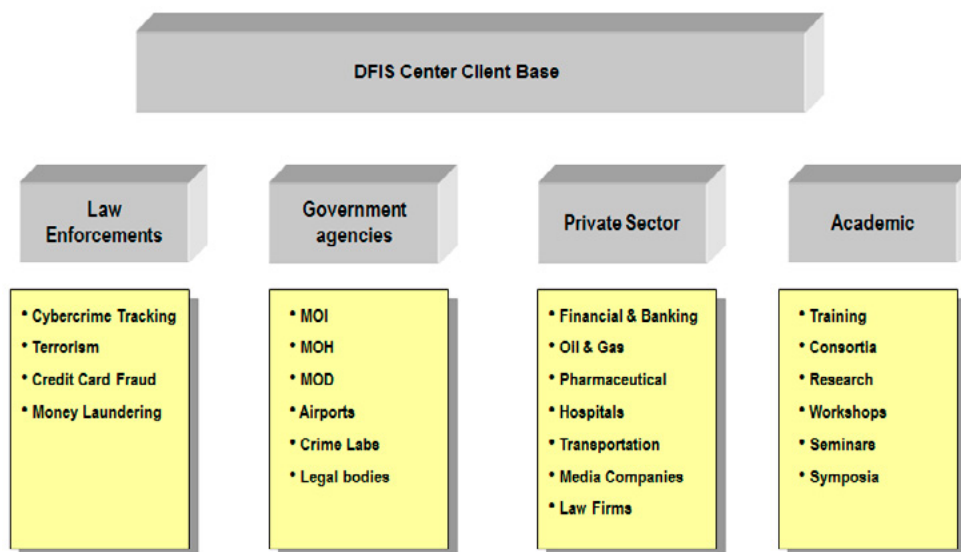 DFIS Center Client Base
Law
Enforcements
• Cybercrime Tracking
• Terrorism
• Credit Card Fraud
• Money Laundering
Government
agencies
• MOI
• MOH
• MOD
• Airports
• Crime Labs
• Legal bodies
Private Sector
• Financial & Banking
• Oil & Gas
• Pharmaceutical
• Hospitals
• Transportation
• Media Companies
• Law Firms
Academic
• Training
• Consortia
• Research
• Workshops
• Seminars
• Symposia